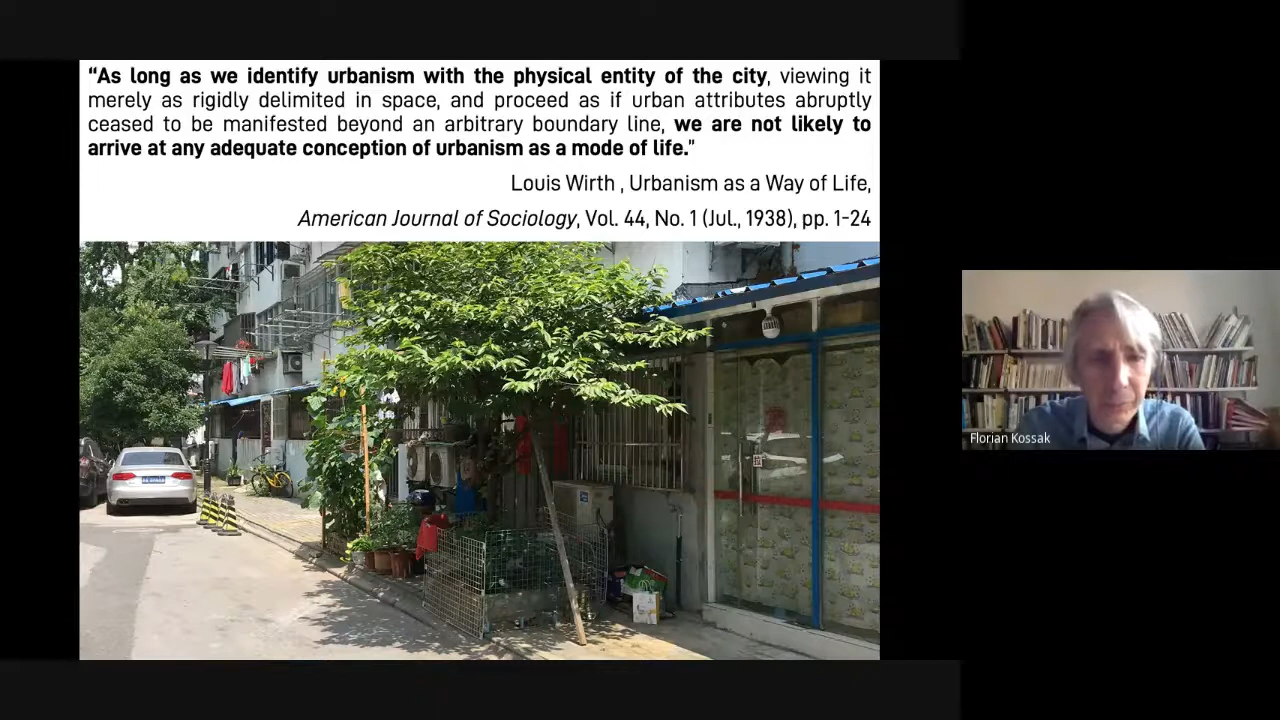 “As long as we identify urbanism with the physical entity of the city, viewing it
merely as rigidly delimited in space, and proceed as if urban attributes abruptly
ceased to be manifested beyond an arbitrary boundary line, we are not likely to
arrive at any adequate conception of urbanism as a mode of life.”
Louis Wirth , Urbanism as a Way of Life,
American Journal of Sociology, Vol. 44, No. 1 (Jul., 1938), pp. 1-24
Florian Kossak